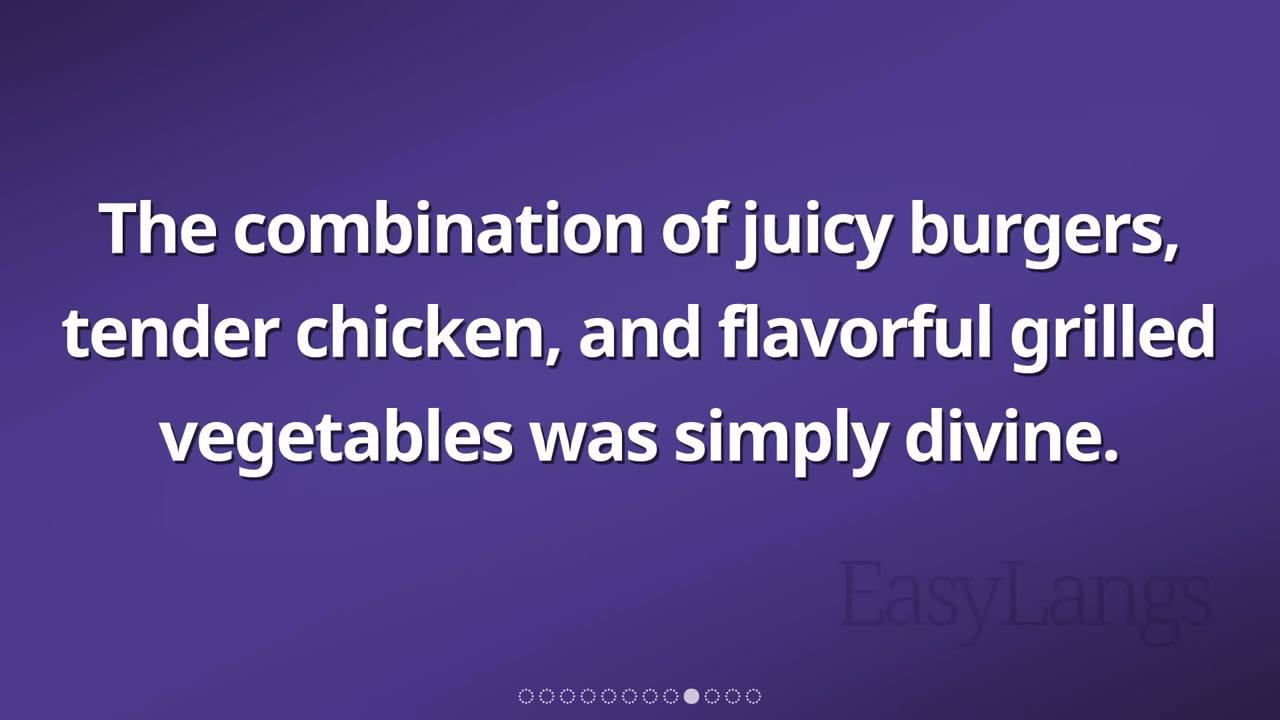 The combination of juicy burgers,
tender chicken, and flavorful grilled
vegetables was simply divine.
EasyLangs